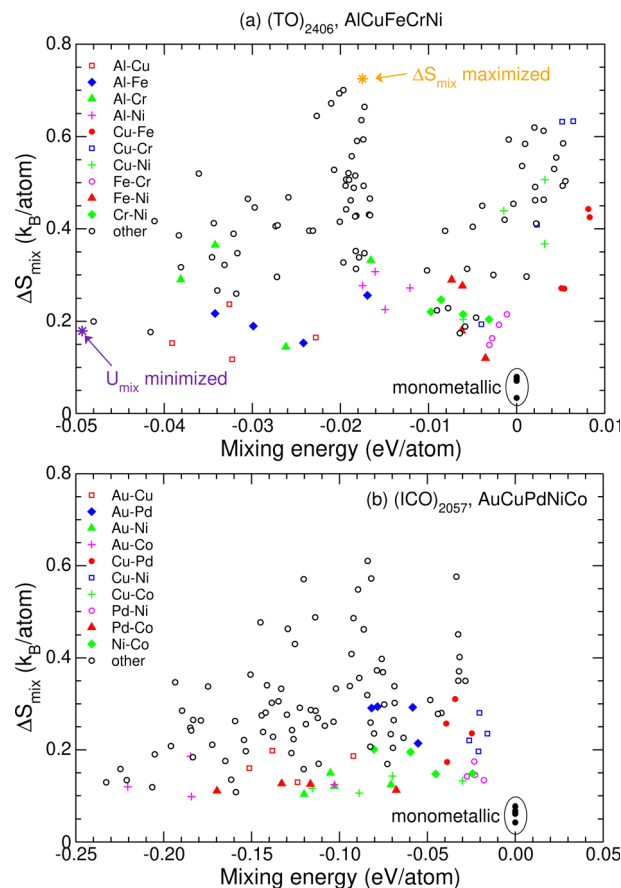 (a) (TO)2406, AlCuFeCrNi
0.8
0.6
0.4
0.2
0
ΔSmix (kB/atom)
Al-Cu
Al-Fe
Al-Cr
Al-Ni
Cu-Fe
Cu-Cr
Cu-Ni
Fe-Cr
Fe-Ni
Cr-Ni
other
ΔSmix maximized
Umix minimized
monometallic
-0.05 -0.04 -0.03 -0.02 -0.01 0.00 0.01
Mixing energy (eV/atom)
(b) (ICO)2057, AuCuPdNiCo
0.8
0.6
0.4
0.2
0
ΔSmix (kB/atom)
Au-Cu
Au-Pd
Au-Ni
Au-Co
Cu-Pd
Cu-Ni
Cu-Co
Pd-Ni
Pd-Co
Ni-Co
other
monometallic
-0.25 -0.20 -0.15 -0.10 -0.05 0.00 0.05
Mixing energy (eV/atom)